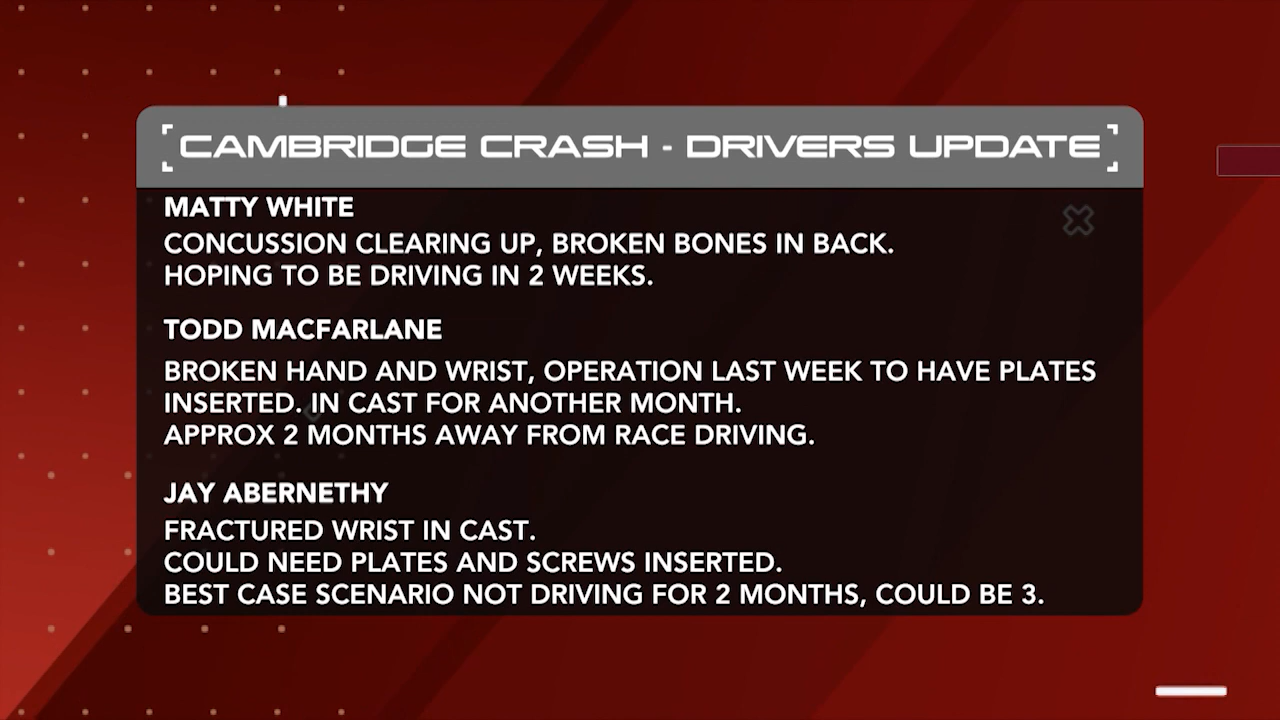 CAMBRIDGE CRASH - DRIVERS UPDATE
MATTY WHITE
CONCUSSION CLEARING UP, BROKEN BONES IN BACK.
HOPING TO BE DRIVING IN 2 WEEKS.
TODD MACFARLANE
BROKEN HAND AND WRIST, OPERATION LAST WEEK TO HAVE PLATES
INSERTED. IN CAST FOR ANOTHER MONTH.
APPROX 2 MONTHS AWAY FROM RACE DRIVING.
JAY ABERNETHY
FRACTURED WRIST IN CAST.
COULD NEED PLATES AND SCREWS INSERTED.
BEST CASE SCENARIO NOT DRIVING FOR 2 MONTHS, COULD BE 3.